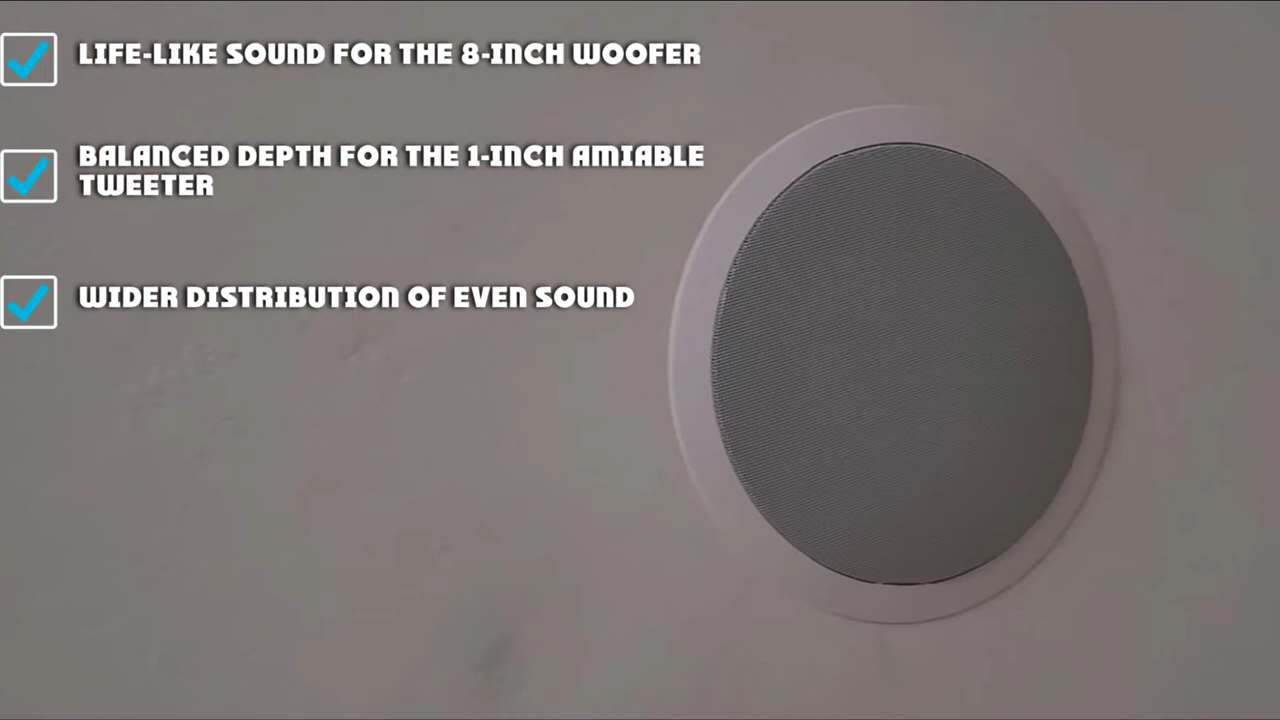 LIFE-LIKE SOUND FOR THE 8-INCH WOOFER
BALANCED DEPTH FOR THE 1-INCH AMIABLE
TWEETER
WIDER DISTRIBUTION OF EVEN SOUND